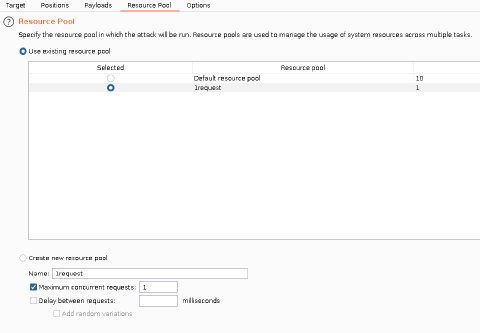 Target Positions Payloads Resource Pool Options
? Resource Pool
Specify the resource pool in which the attack will be run. Resource pools are used to manage the usage of system resources across multiple tasks.
Use existing resource pool
Selected Resource pool
Default resource pool 10
1request 1
Create new resource pool
Name: 1request
Maximum concurrent requests: 1
Delay between requests: milliseconds
Add random variations